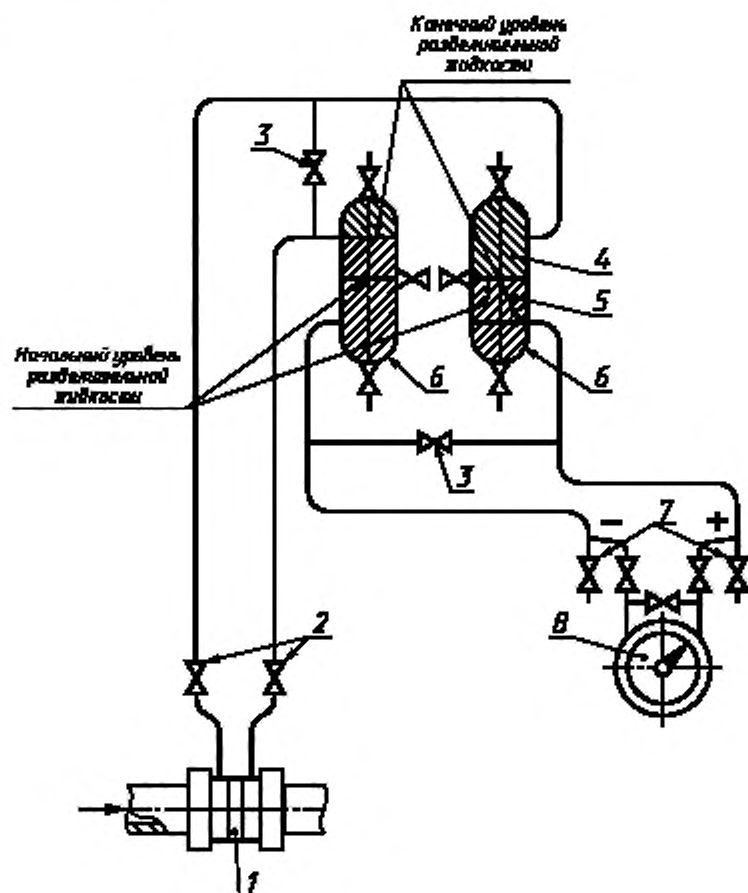 Конечный уровень
разделительной
жидкости
3
4
5
Начальный уровень
разделительной
жидкости
6
6
3
7
–
+
2
8
1